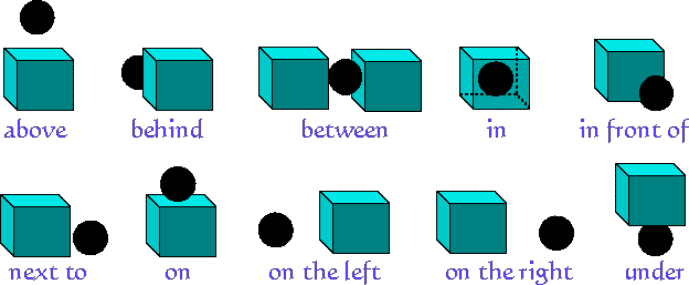 above behind between in in front of
next to on on the left on the right under